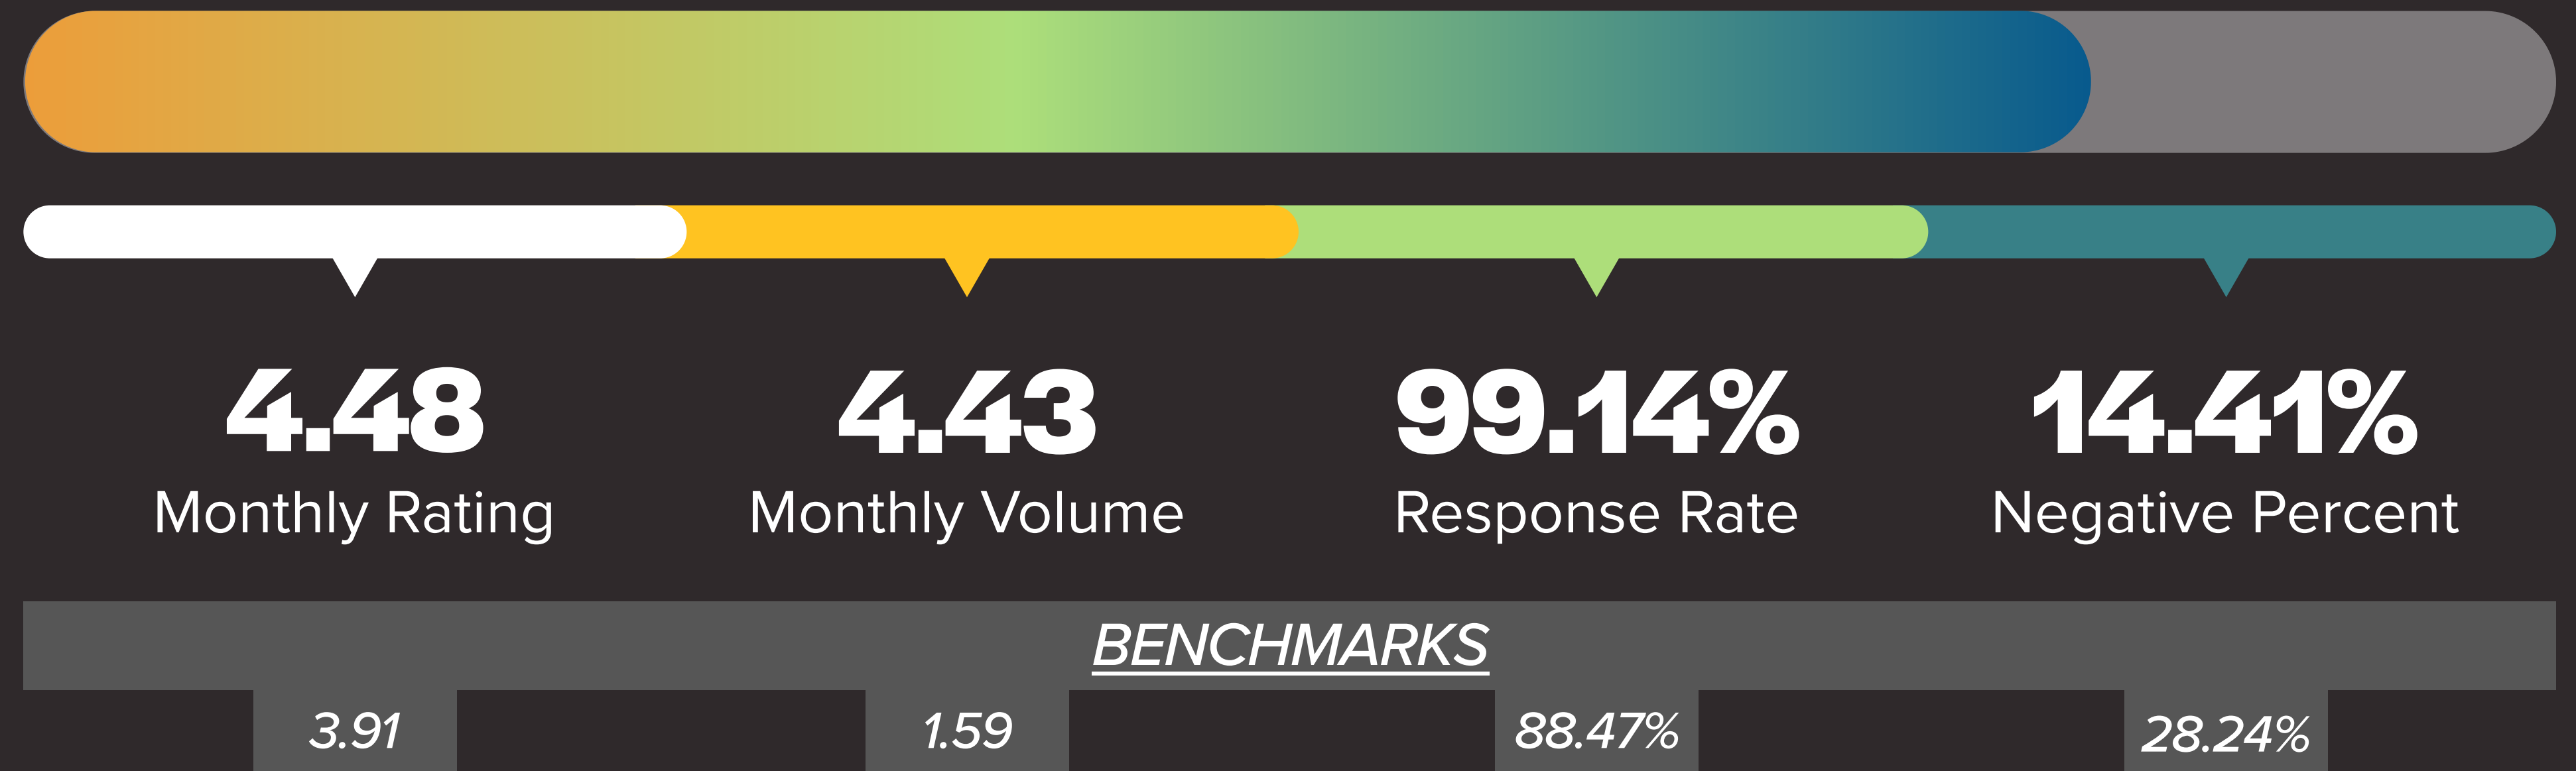 4.48 4.43 99.14% 14.41%
Monthly Rating Monthly Volume Response Rate Negative Percent
BENCHMARKS
3.91 1.59 88.47% 28.24%